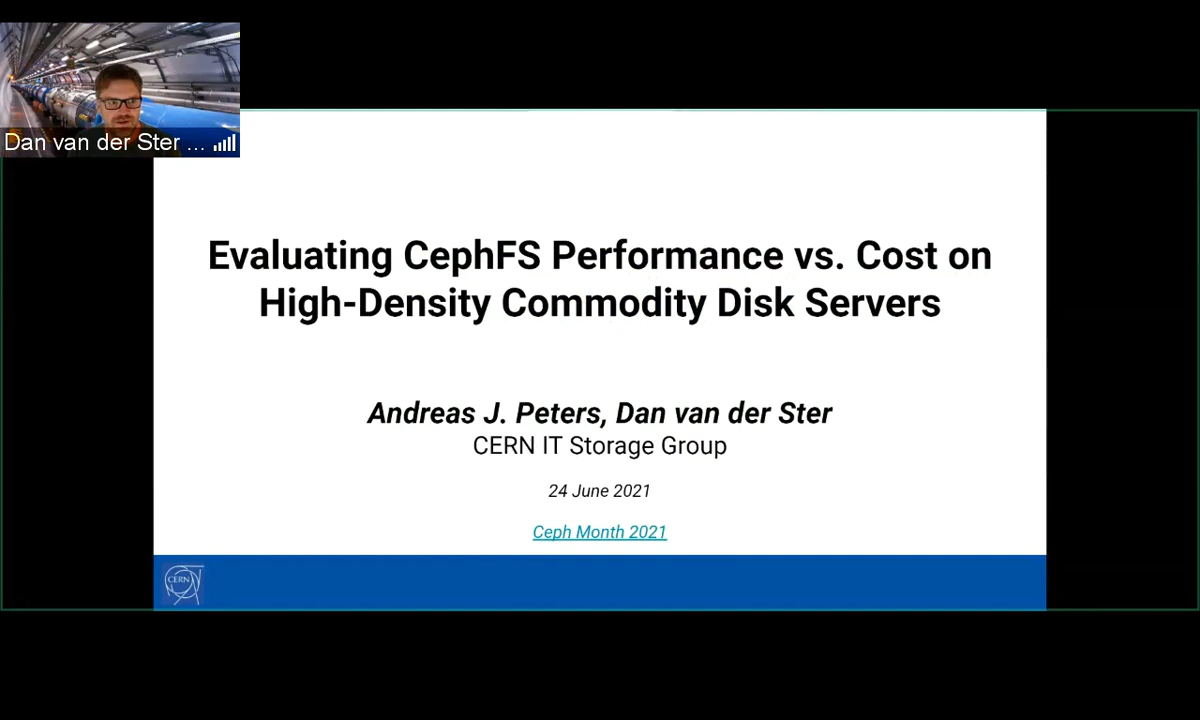 Dan van der Ster ...
Evaluating CephFS Performance vs. Cost on
High-Density Commodity Disk Servers
Andreas J. Peters, Dan van der Ster
CERN IT Storage Group
24 June 2021
Ceph Month 2021
CERN